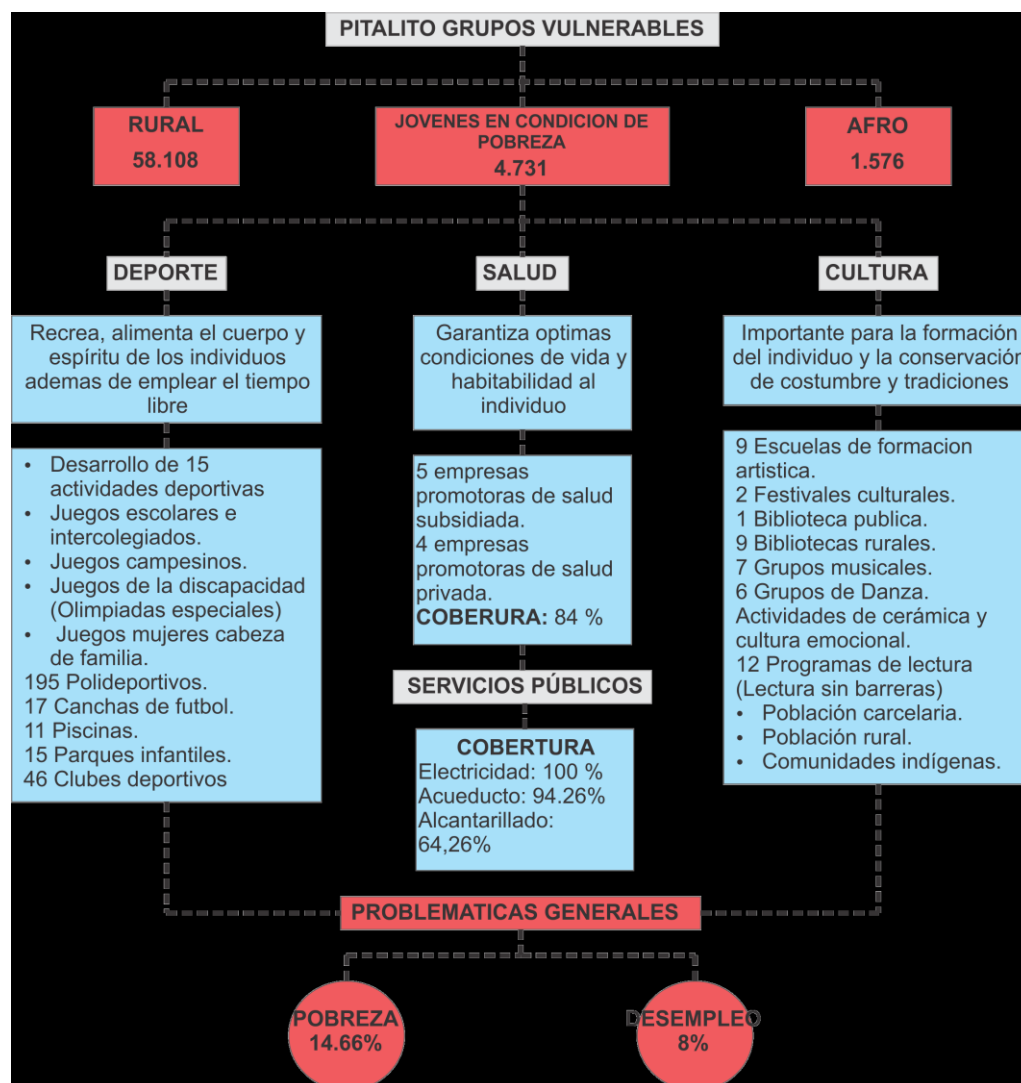 PITALITO GRUPOS VULNERABLES
RURAL
58.108
JOVENES EN CONDICION DE
POBREZA
4.731
AFRO
1.576
DEPORTE
SALUD
CULTURA
Recrea, alimenta el cuerpo y
espíritu de los individuos
ademas de emplear el tiempo
libre
Garantiza optimas
condiciones de vida y
habitabilidad al
individuo
Importante para la formación
del individuo y la conservación
de costumbre y tradiciones
• Desarrollo de 15
actividades deportivas
• Juegos escolares e
intercolegiados.
• Juegos campesinos.
• Juegos de la discapacidad
(Olimpiadas especiales)
• Juegos mujeres cabeza
de familia.
195 Polideportivos.
17 Canchas de futbol.
11 Piscinas.
15 Parques infantiles.
46 Clubes deportivos
5 empresas
promotoras de salud
subsidiada.
4 empresas
promotoras de salud
privada.
COBERURA: 84 %
SERVICIOS PÚBLICOS
COBERTURA
Electricidad: 100 %
Acueducto: 94.26%
Alcantarillado:
64,26%
9 Escuelas de formacion
artistica.
2 Festivales culturales.
1 Biblioteca publica.
9 Bibliotecas rurales.
7 Grupos musicales.
6 Grupos de Danza.
Actividades de cerámica y
cultura emocional.
12 Programas de lectura
(Lectura sin barreras)
• Población carcelaria.
• Población rural.
• Comunidades indígenas.
PROBLEMATICAS GENERALES
POBREZA
14.66%
DESEMPLEO
8%